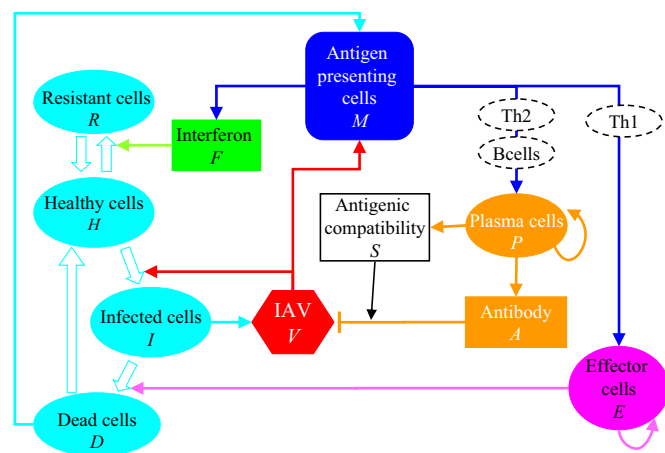 Antigen
presenting
cells
M
Resistant cells
R
Interferon
F
Th2
Bcells
Th1
Healthy cells
H
Antigenic
compatibility
S
Plasma cells
P
Infected cells
I
IAV
V
Antibody
A
Effector
cells
E
Dead cells
D